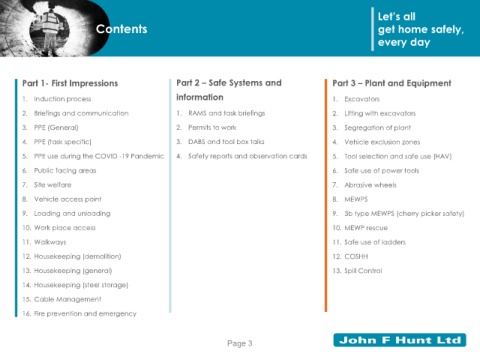 Contents
Let's all
get home safely,
every day
Part 1- First Impressions
1. Induction process
2. Briefings and communication
3. PPE (General)
4. PPE (task specific)
5. PPE use during the COVID -19 Pandemic
6. Public facing areas
7. Site welfare
8. Vehicle access point
9. Loading and unloading
10. Work place access
11. Walkways
12. Housekeeping (demolition)
13. Housekeeping (general)
14. Housekeeping (steel storage)
15. Cable Management
16. Fire prevention and emergency
Part 2 – Safe Systems and
information
1. RAMS and task briefings
2. Permits to work
3. DABS and tool box talks
4. Safety reports and observation cards
Part 3 – Plant and Equipment
1. Excavators
2. Lifting with excavators
3. Segregation of plant
4. Vehicle exclusion zones
5. Tool selection and safe use (HAV)
6. Safe use of power tools
7. Abrasive wheels
8. MEWPS
9. 3b type MEWPS (cherry picker safety)
10. MEWP rescue
11. Safe use of ladders
12. COSHH
13. Spill Control
Page 3
John F Hunt Ltd